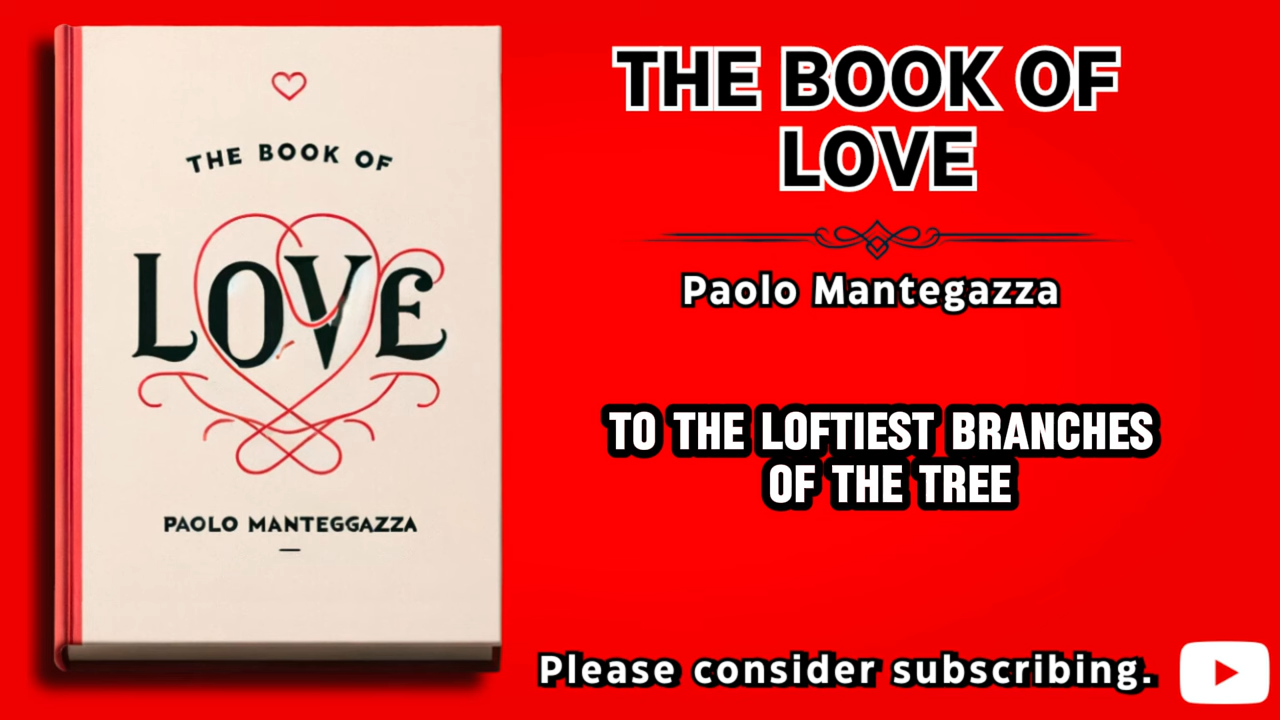 THE BOOK OF
LOVE
PAOLO MANTEGGAZZA
THE BOOK OF
LOVE
Paolo Mantegazza
TO THE LOFTIEST BRANCHES
OF THE TREE
Please consider subscribing.